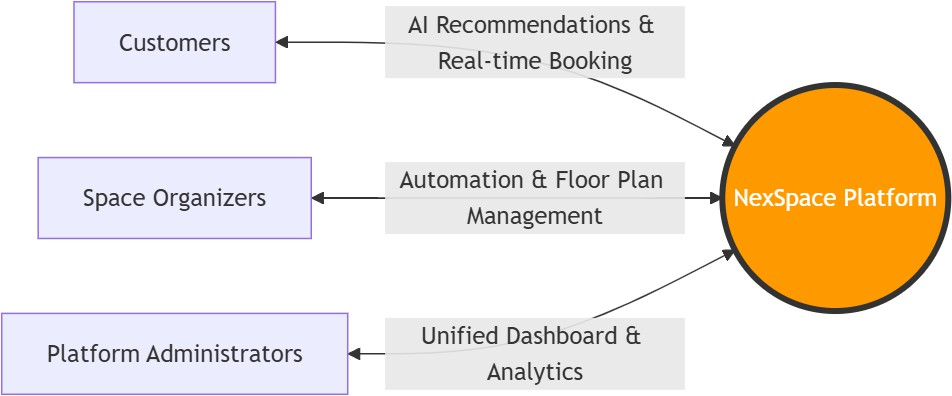 Customers
AI Recommendations &
Real-time Booking
Space Organizers
Automation & Floor Plan
Management
NexSpace Platform
Platform Administrators
Unified Dashboard &
Analytics